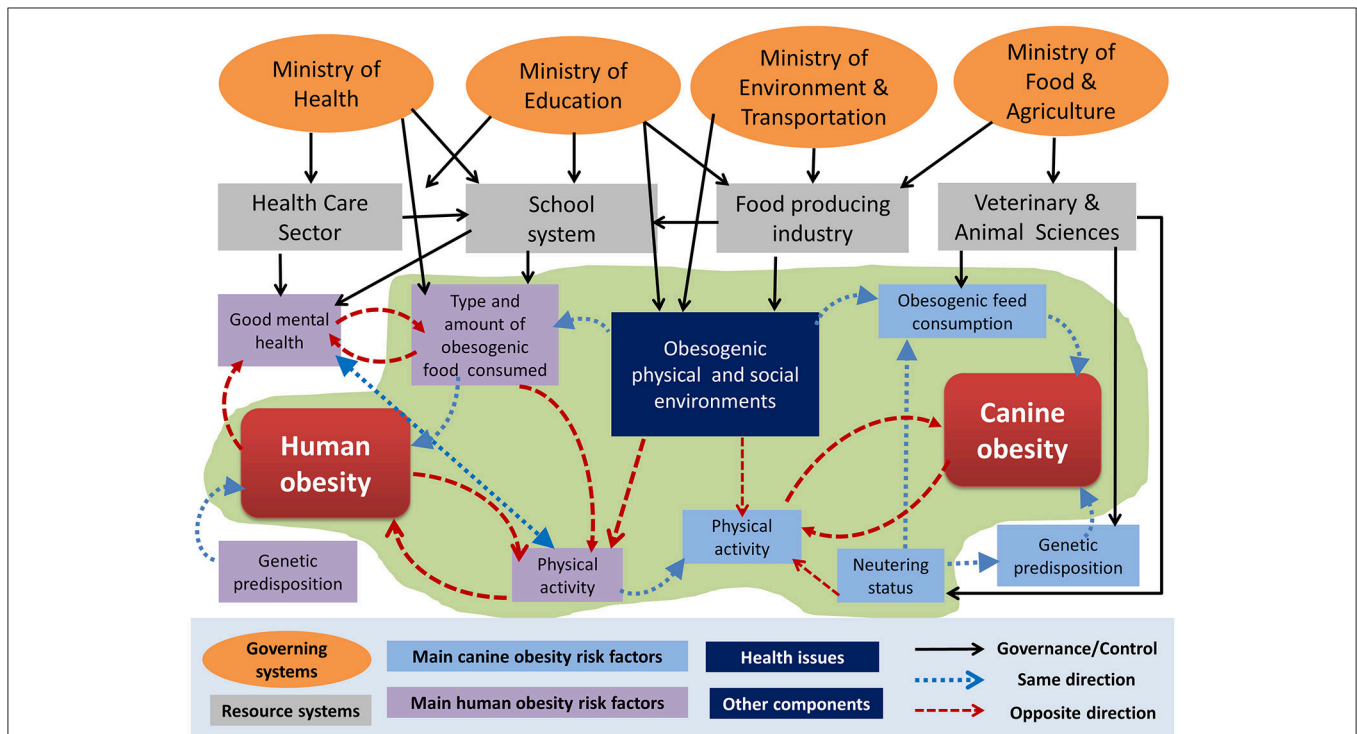 Ministry of
Health
Ministry of
Education
Ministry of
Environment &
Transportation
Ministry of
Food &
Agriculture
Health Care
Sector
School
system
Food producing
industry
Veterinary &
Animal Sciences
Good mental
health
Type and
amount of
obesogenic
food consumed
Obesogenic
physical and social
environments
Obesogenic feed
consumption
Human
obesity
Canine
obesity
Genetic
predisposition
Physical
activity
Physical
activity
Neutering
status
Genetic
predisposition
Governing
systems
Resource systems
Main canine obesity risk factors
Main human obesity risk factors
Health issues
Other components
Governance/Control
Same direction
Opposite direction